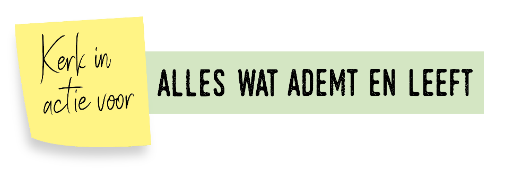 Kerk in
actie voor
ALLES WAT ADEMT EN LEEFT